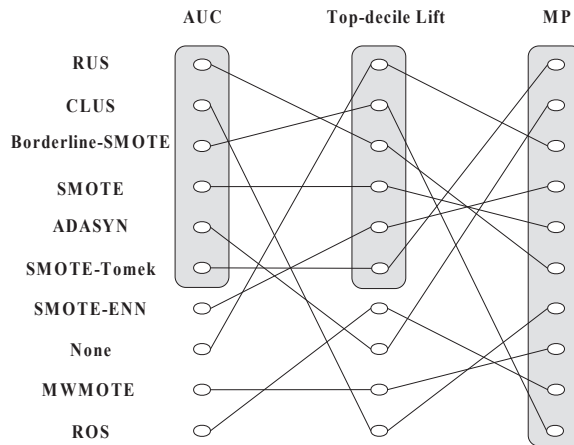 AUC Top-decile Lift MP
RUS
CLUS
Borderline-SMOTE
SMOTE
ADASYN
SMOTE-Tomek
SMOTE-ENN
None
MWMOTE
ROS